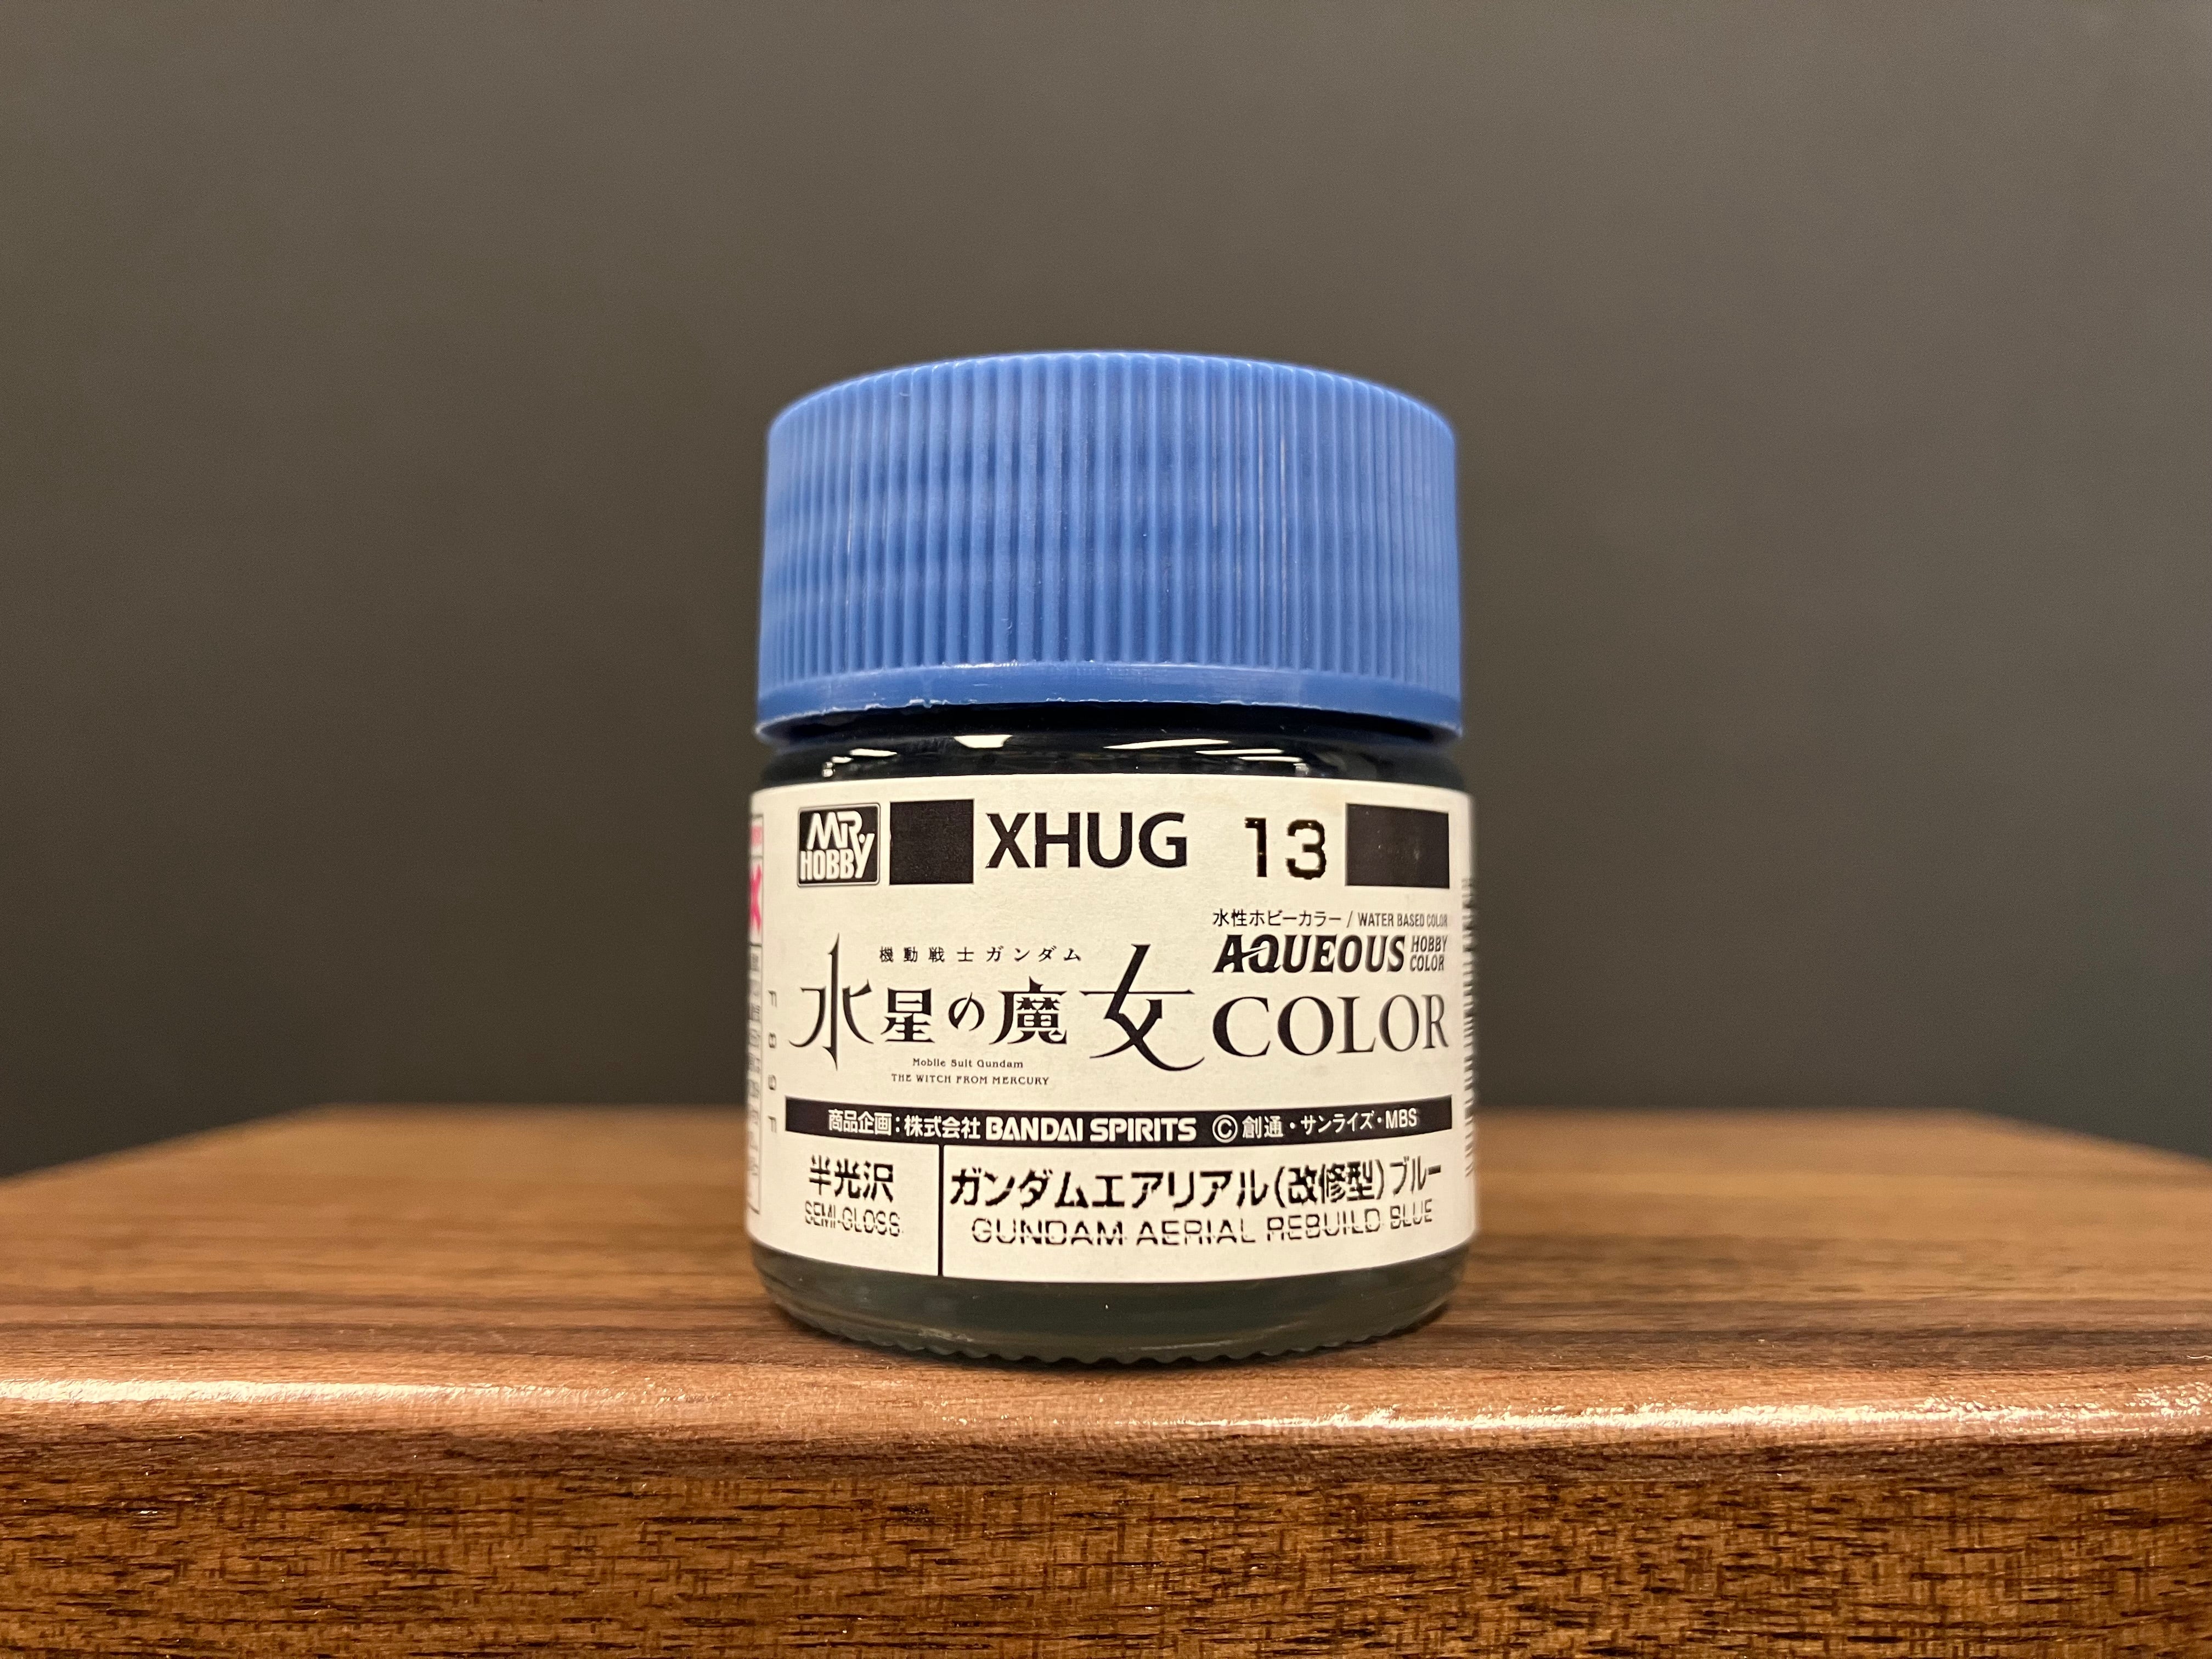 MR HOBBY XHUG 13
水性ホビーカラー / WATER BASED COLOR
AQUEOUS HOBBY COLOR
機動戦士ガンダム
水星の魔女 COLOR
Mobile Suit Gundam
THE WITCH FROM MERCURY
商品企画：株式会社 BANDAI SPIRITS ©創通・サンライズ・MBS
半光沢 ガンダムエアリアル(改修型)ブルー
SEMI-GLOSS GUNDAM AERIAL REBUILD BLUE